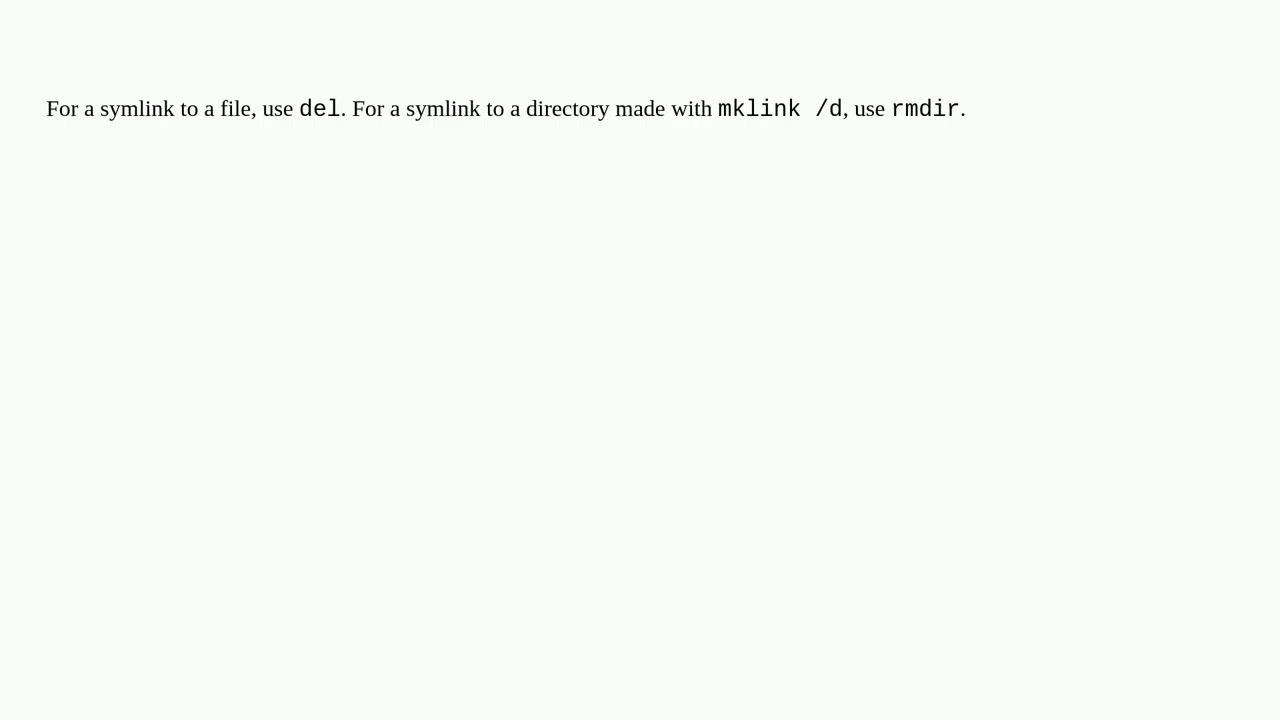 For a symlink to a file, use del. For a symlink to a directory made with mklink /d, use rmdir.